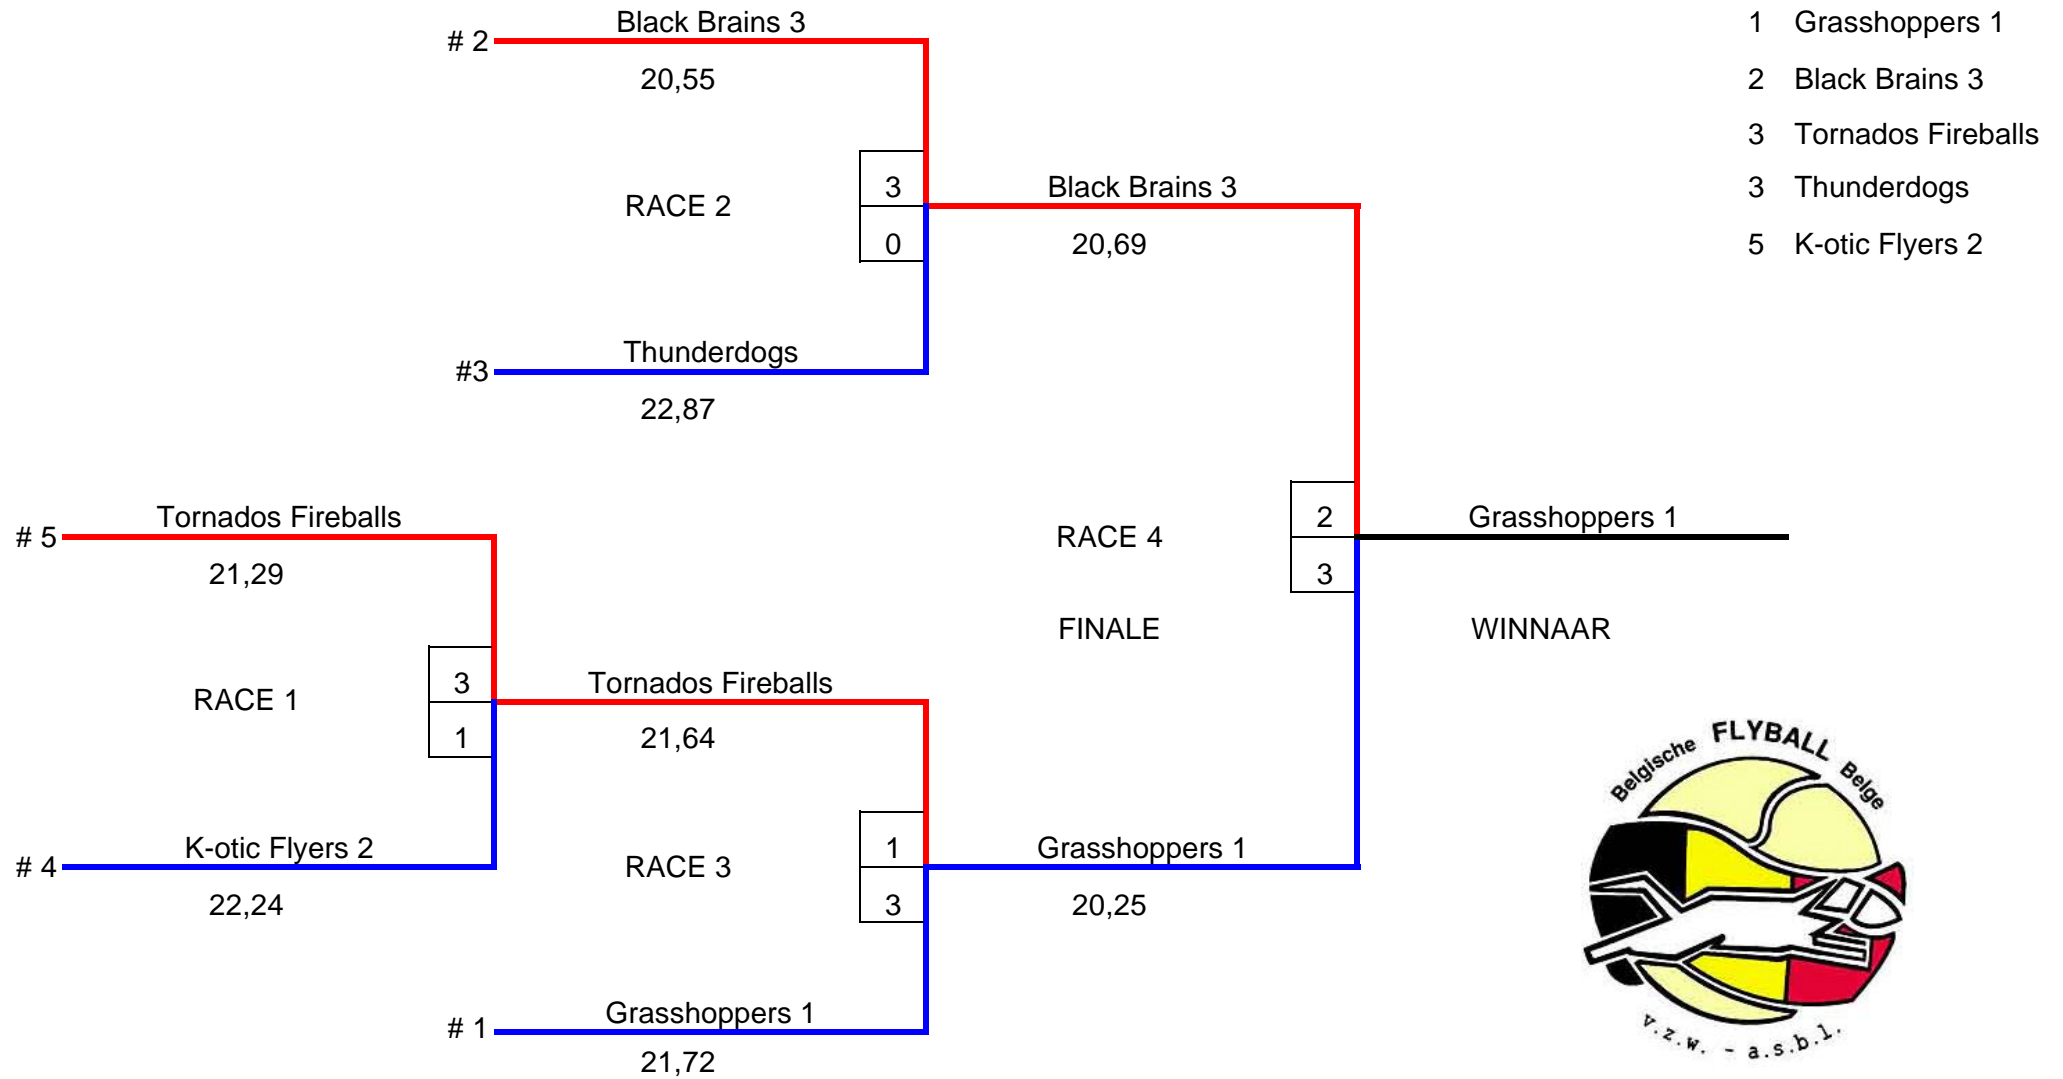 Black Brains 3
# 2
20,55
RACE 2
3
0
Black Brains 3
20,69
Thunderdogs
#3
22,87
1 Grasshoppers 1
2 Black Brains 3
3 Tornados Fireballs
3 Thunderdogs
5 K-otic Flyers 2
Tornados Fireballs
# 5
21,29
RACE 1
3
1
Tornados Fireballs
21,64
K-otic Flyers 2
# 4
22,24
RACE 3
1
3
Grasshoppers 1
20,25
Grasshoppers 1
# 1
21,72
RACE 4
2
3
FINALE
Grasshoppers 1
WINNAAR
Belgische FLYBALL Belge
v.z.w. - a.s.b.l.